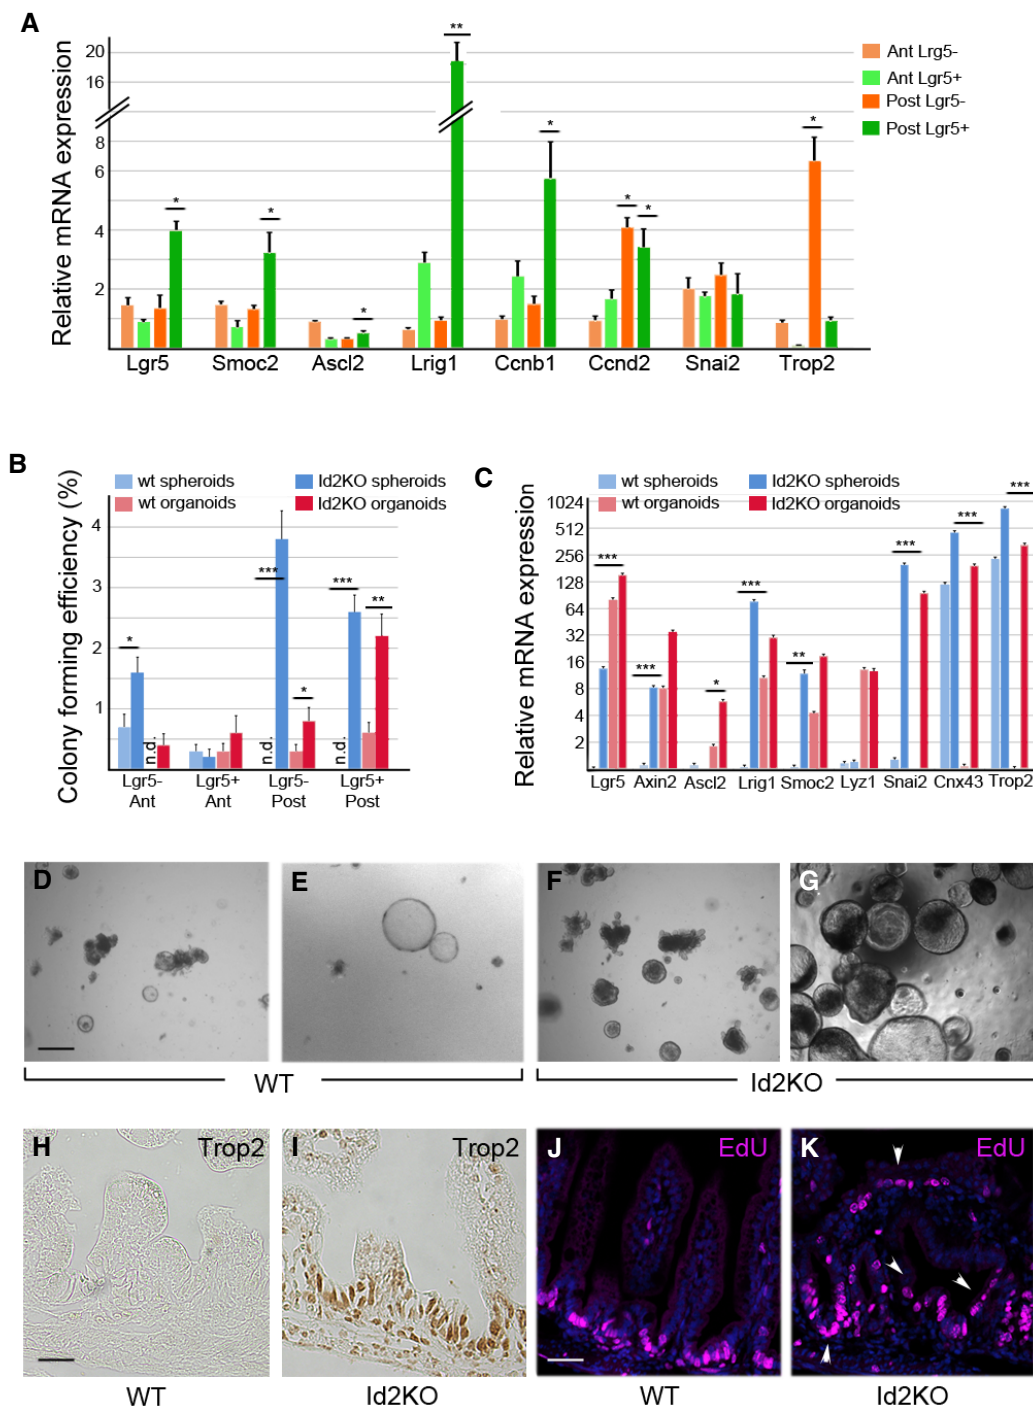 A
Relative mRNA expression
20
16
8
6
4
2
**
*
*
*
*
*
*
*
Ant Lrg5-
Ant Lgr5+
Post Lgr5-
Post Lgr5+
Lgr5 Smoc2 Ascl2 Lrig1 Ccnb1 Ccnd2 Snai2 Trop2
B
Colony forming efficiency (%)
wt spheroids
wt organoids
Id2KO spheroids
Id2KO organoids
4
3
2
1
*
n.d.
***
n.d.
*
***
n.d.
**
Lgr5- Ant
Lgr5+ Ant
Lgr5- Post
Lgr5+ Post
C
Relative mRNA expression
wt spheroids
wt organoids
Id2KO spheroids
Id2KO organoids
1024
512
256
128
64
32
16
8
4
2
***
***
*
***
**
***
***
***
Lgr5 Axin2 Ascl2 Lrig1 Smoc2 Lyz1 Snai2 Cnx43 Trop2
D
E
F
G
WT
Id2KO
H
Trop2
I
Trop2
J
EdU
K
EdU
WT
Id2KO
WT
Id2KO